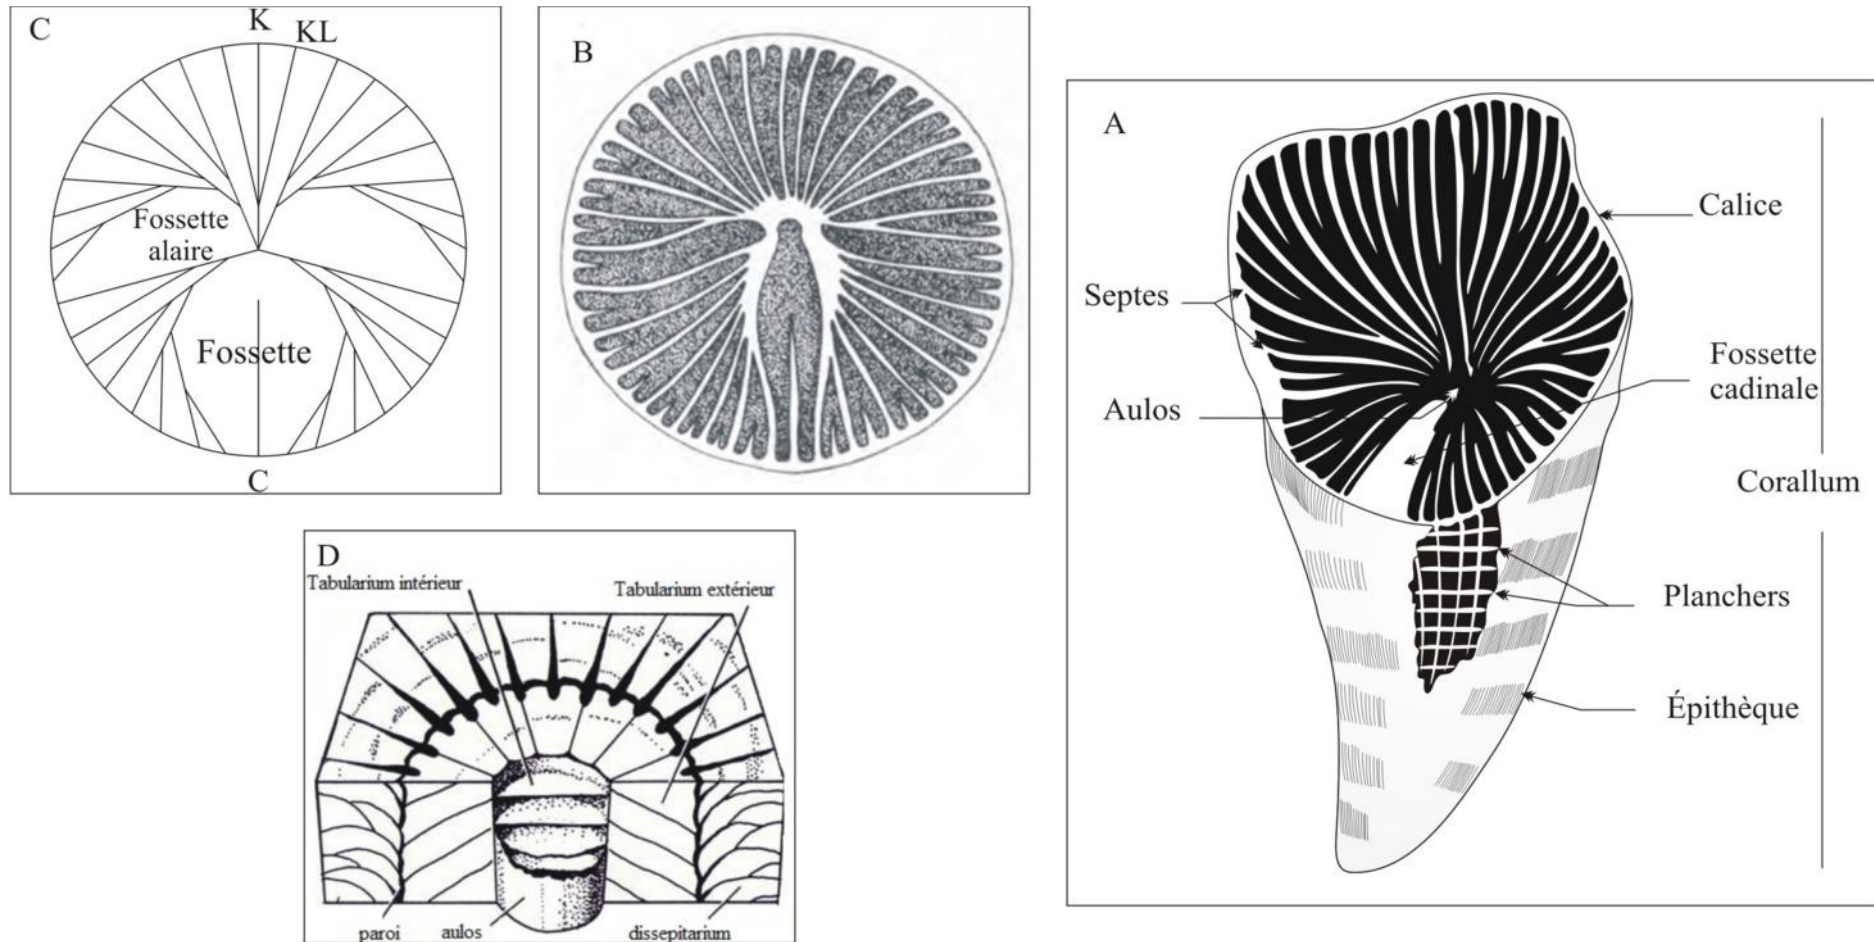 C
K
KL
Fossette
alaire
Fossette
C
B
A
Calice
Septes
Fossette
cadinale
Aulos
Corallum
Planchers
Épithèque
D
Tabularium intérieur
Tabularium extérieur
paroi
aulos
dissepitarium